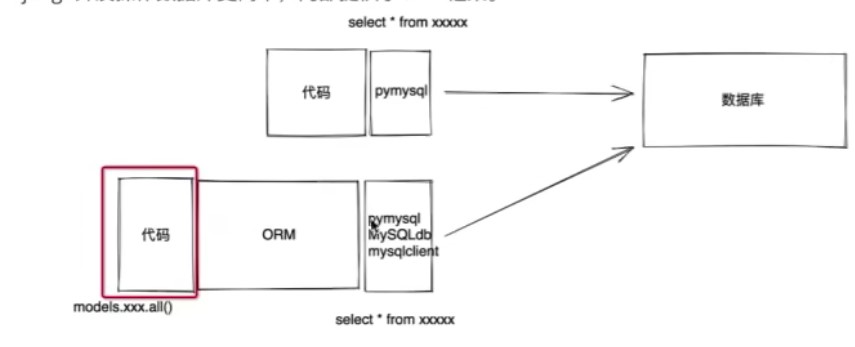 select * from xxxxx
代码
pymysql
数据库
代码
ORM
pymysql
MySQLdb
mysqlclient
models.xxx.all()
select * from xxxxx